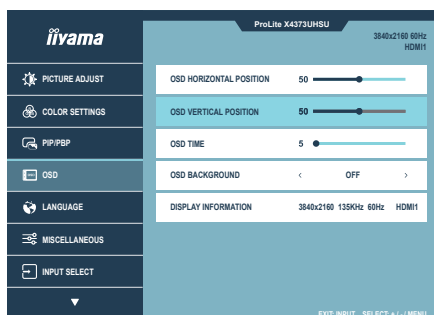 iiyama
ProLite X4373UHSU
3840x2160 60Hz
HDMI1
PICTURE ADJUST
COLOR SETTINGS
PIP/PBP
OSD
LANGUAGE
MISCELLANEOUS
INPUT SELECT
OSD HORIZONTAL POSITION 50
OSD VERTICAL POSITION 50
OSD TIME 5
OSD BACKGROUND < OFF >
DISPLAY INFORMATION 3840x2160 135KHz 60Hz HDMI1
EXIT: INPUT SELECT: + / - / MENU